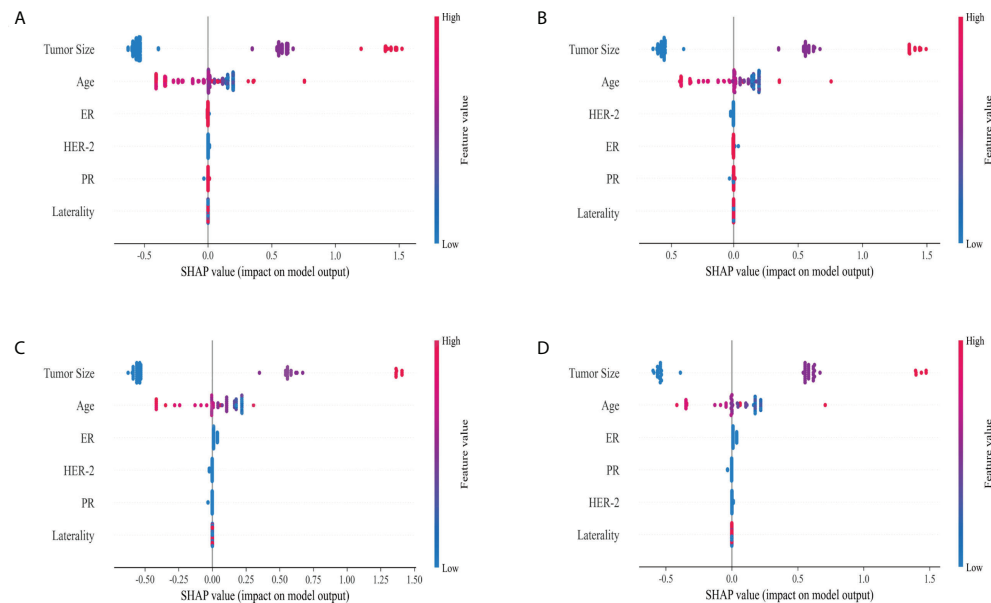 A
High
Tumor Size
Age
ER
HER-2
PR
Laterality
Feature value
Low
-0.5 0.0 0.5 1.0 1.5
SHAP value (impact on model output)
B
High
Tumor Size
Age
HER-2
ER
PR
Laterality
Feature value
Low
0.5 0.0 0.5 1.0 1.5
SHAP value (impact on model output)
C
High
Tumor Size
Age
ER
HER-2
PR
Laterality
Feature value
Low
-0.50 -0.25 0.00 0.25 0.50 0.75 1.00 1.25
SHAP value (impact on model output)
D
High
Tumor Size
Age
ER
PR
HER-2
Laterality
Feature value
Low
-0.5 0.0 0.5 1.0 1.5
SHAP value (impact on model output)